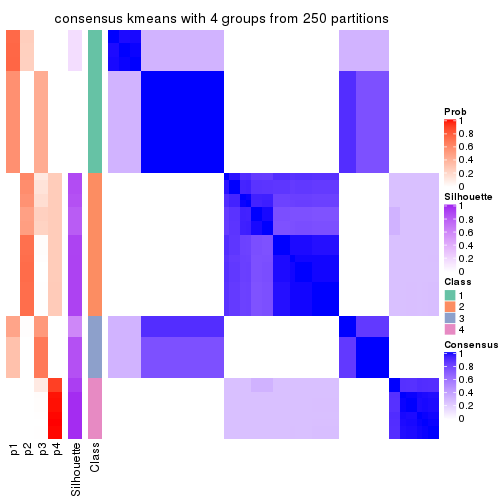 consensus kmeans with 4 groups from 250 partitions
Prob
1
0.8
0.6
0.4
0.2
0
Silhouette
1
0.8
0.6
0.4
0.2
0
Class
1
2
3
4
Consensus
1
0.8
0.6
0.4
0.2
0
p1
p2
p3
p4
Silhouette
Class